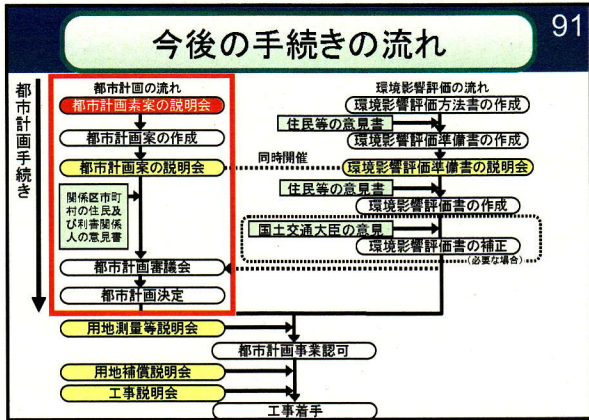 91
今後の手続きの流れ
都市計画手続き
都市計画の流れ
都市計画素案の説明会
都市計画案の作成
都市計画案の説明会
関係区市町
村の住民及
び利害関係
人の意見書
都市計画審議会
都市計画決定
同時開催
環境影響評価の流れ
環境影響評価方法書の作成
住民等の意見書
環境影響評価準備書の作成
環境影響評価準備書の説明会
住民等の意見書
環境影響評価書の作成
国土交通大臣の意見
環境影響評価書の補正
(必要な場合)
用地測量等説明会
都市計画事業認可
用地補償説明会
工事説明会
工事着手